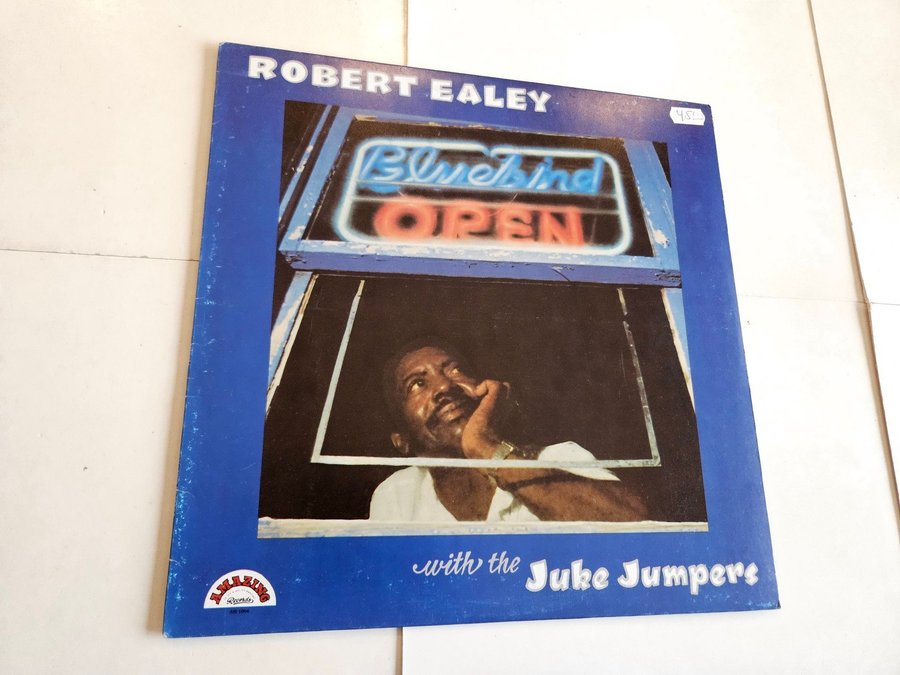 ROBERT EALEY
45
Bluebird
OPEN
with the
Juke Jumpers
AMAZING
Records